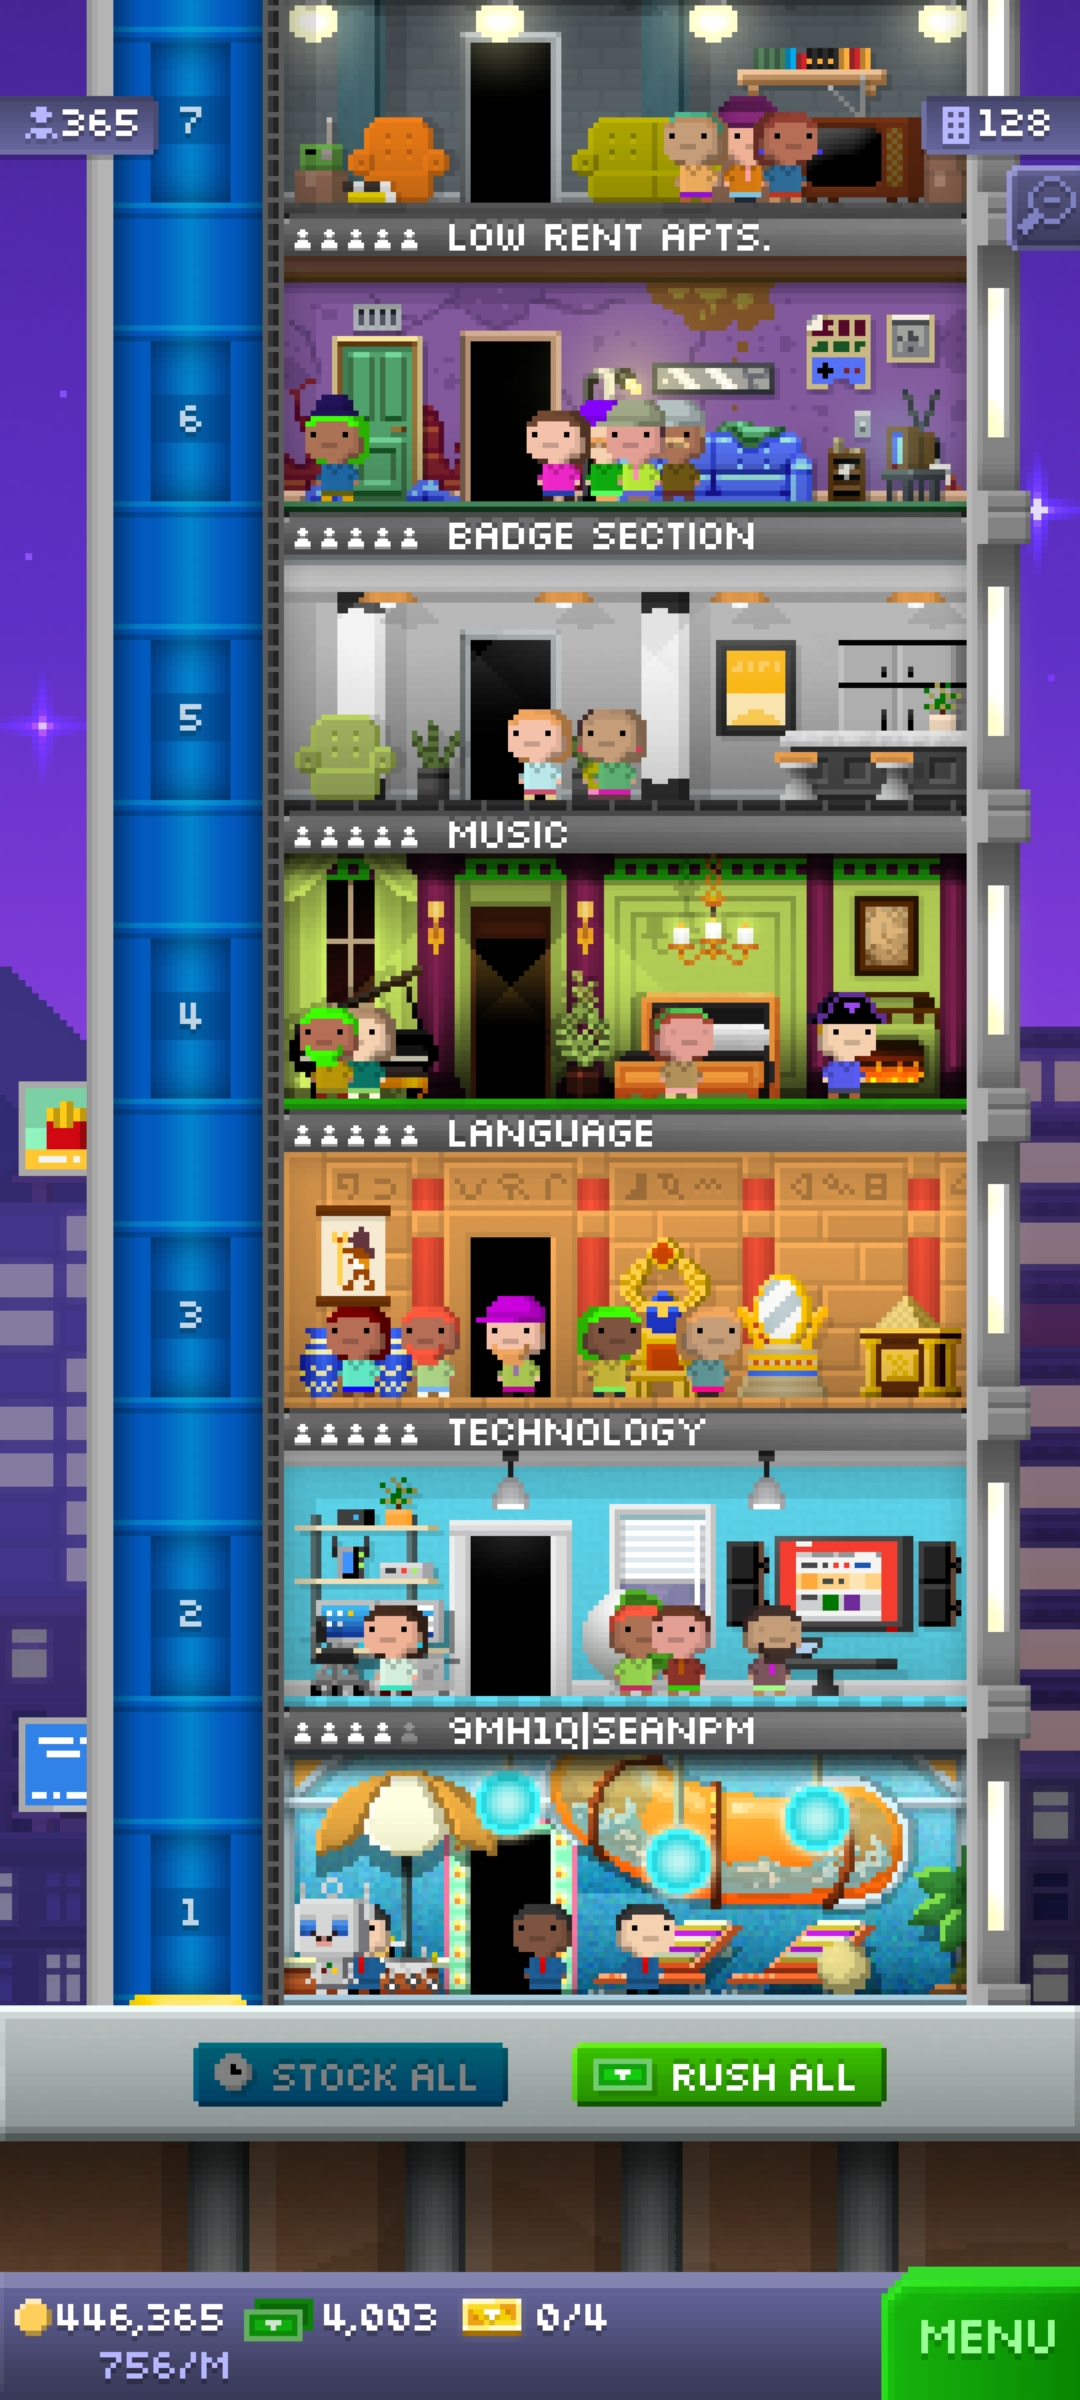 7
365
128
LOW RENT APTS.
6
BADGE SECTION
5
MUSIC
4
LANGUAGE
3
TECHNOLOGY
2
9MH1Q|SEANPM
1
STOCK ALL
RUSH ALL
446,365
4,003
0/4
756/M
MENU